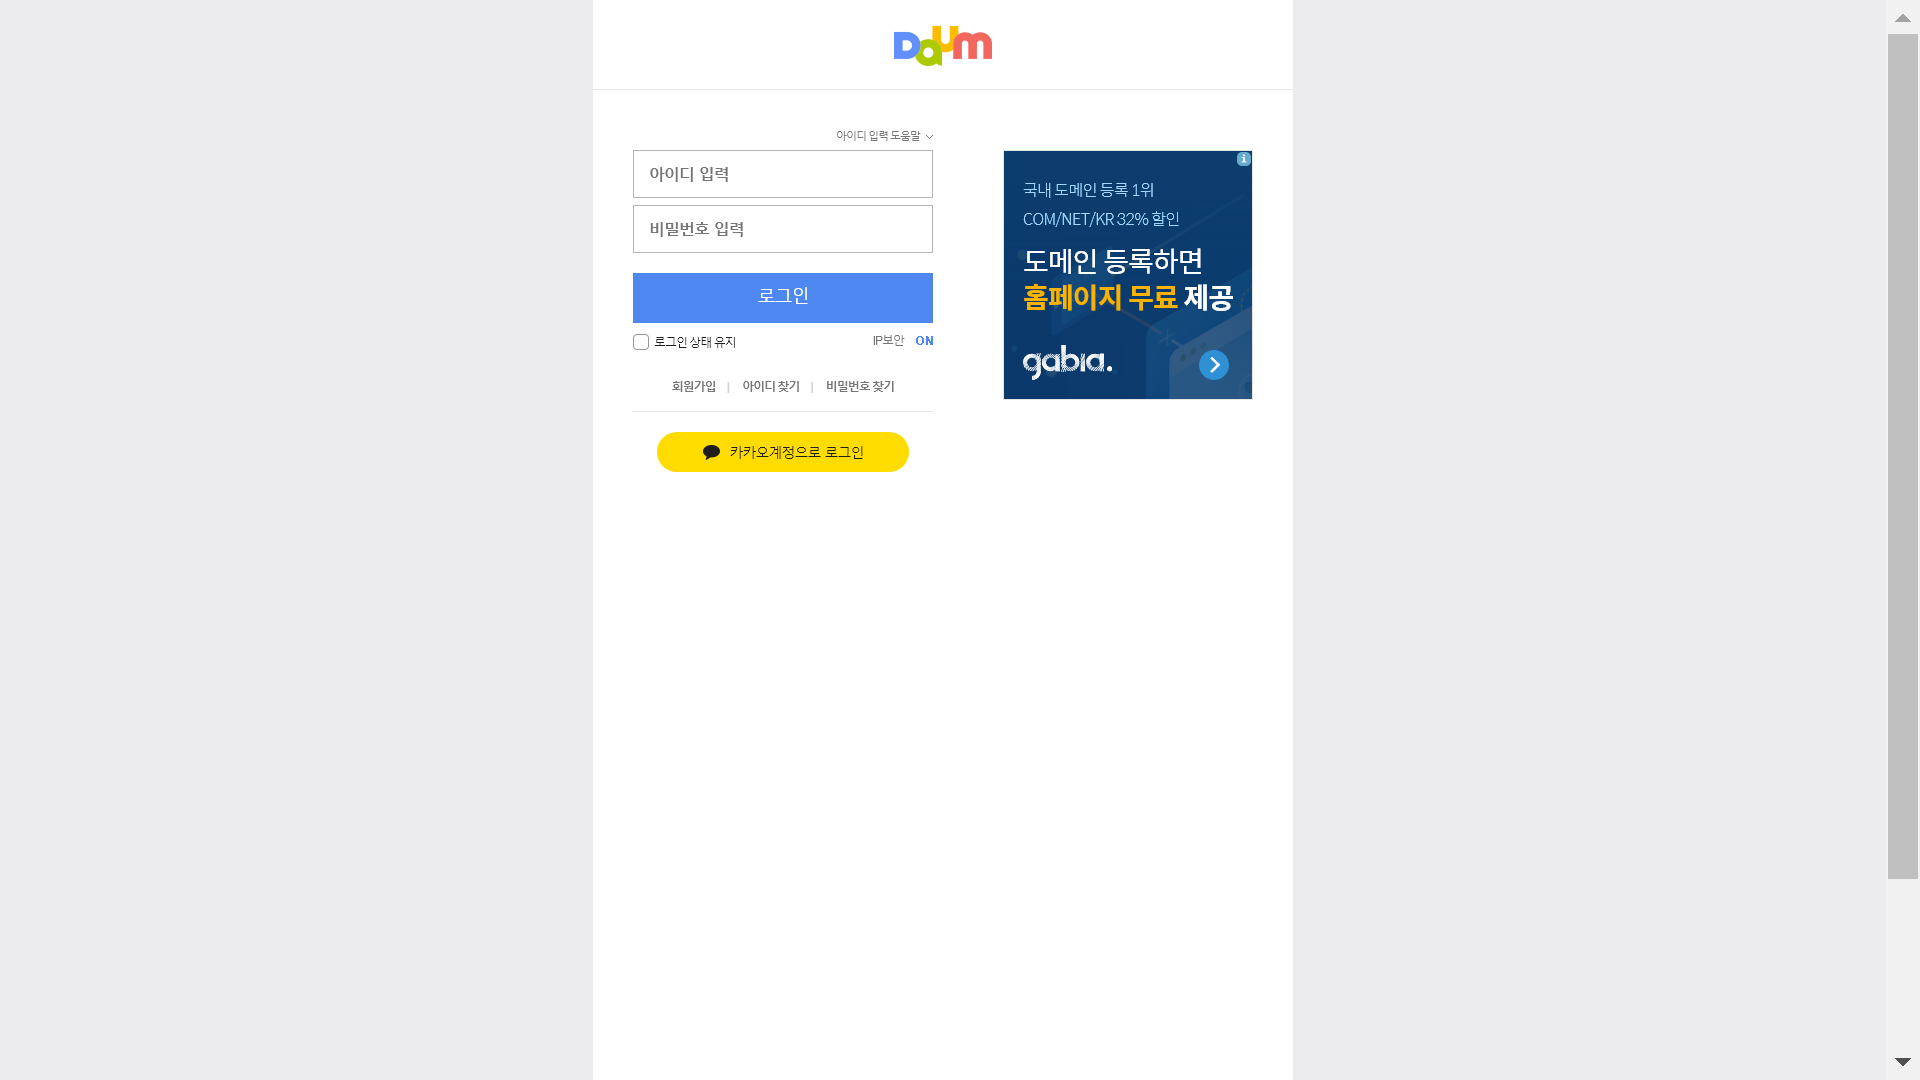 Daum
아이디 입력 도움말
아이디 입력
비밀번호 입력
로그인
로그인 상태 유지
IP보안 ON
회원가입 | 아이디 찾기 | 비밀번호 찾기
카카오계정으로 로그인
국내 도메인 등록 1위
COM/NET/KR 32% 할인
도메인 등록하면
홈페이지 무료 제공
gabia.